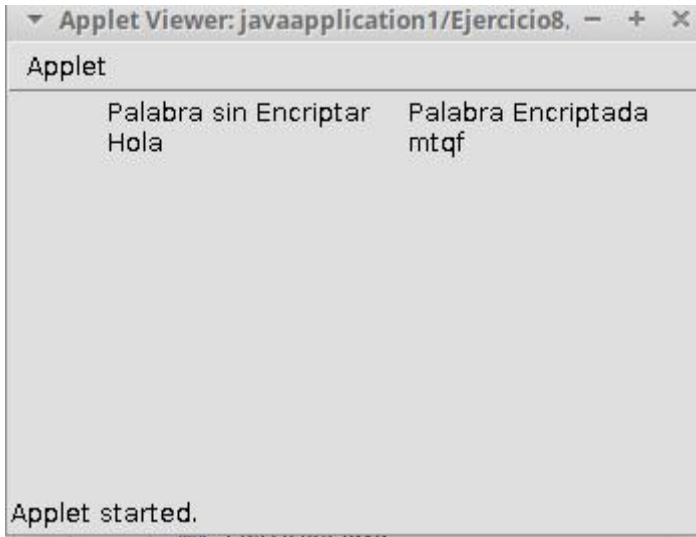 Applet Viewer: javaapplication1/Ejercicio8.
Applet
Palabra sin Encriptar Palabra Encriptada
Hola mtqf
Applet started.